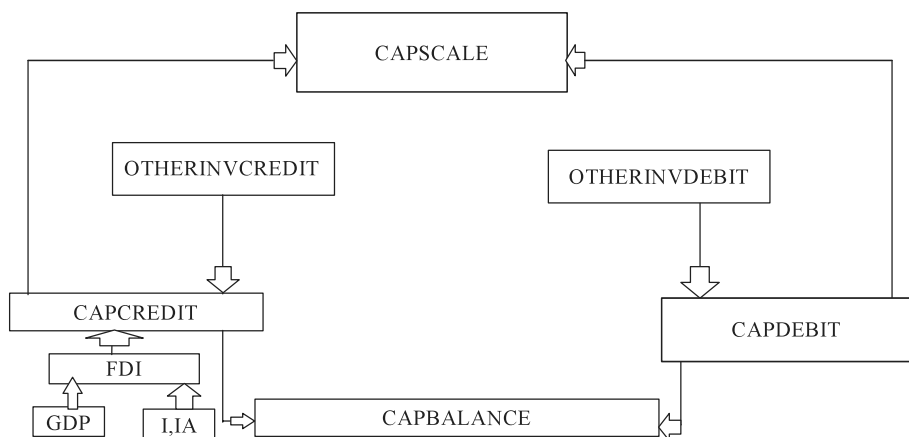 CAPSCALE
OTHERINVCREDIT
OTHERINVDEBIT
CAPCREDIT
CAPDEBIT
FDI
GDP
I,IA
CAPBALANCE